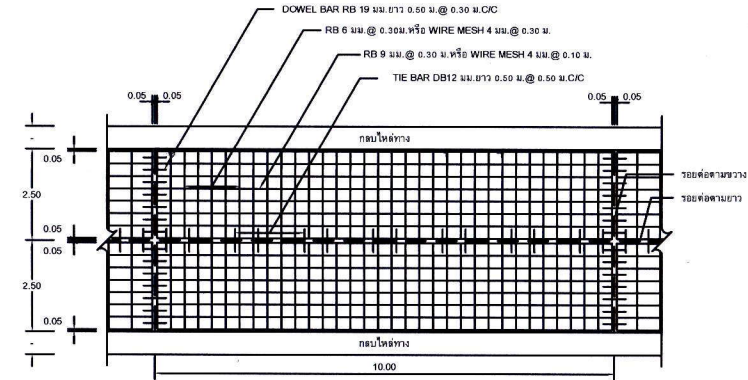 DOWEL BAR RB 19 มม.ยาว 0.50 ม.@ 0.30 ม.C/C
RB 6 มม.@ 0.30ม.หรือ WIRE MESH 4 มม.@ 0.30 ม.
RB 9 มม.@ 0.30 ม.หรือ WIRE MESH 4 มม.@ 0.10 ม.
TIE BAR DB12 มม.ยาว 0.50 ม.@ 0.50 ม.C/C
0.05 0.05
0.05 0.05
กลบไหล่ทาง
0.05
2.50
รอยต่อตามขวาง
รอยต่อตามยาว
0.05
0.05
2.50
0.05
กลบไหล่ทาง
10.00